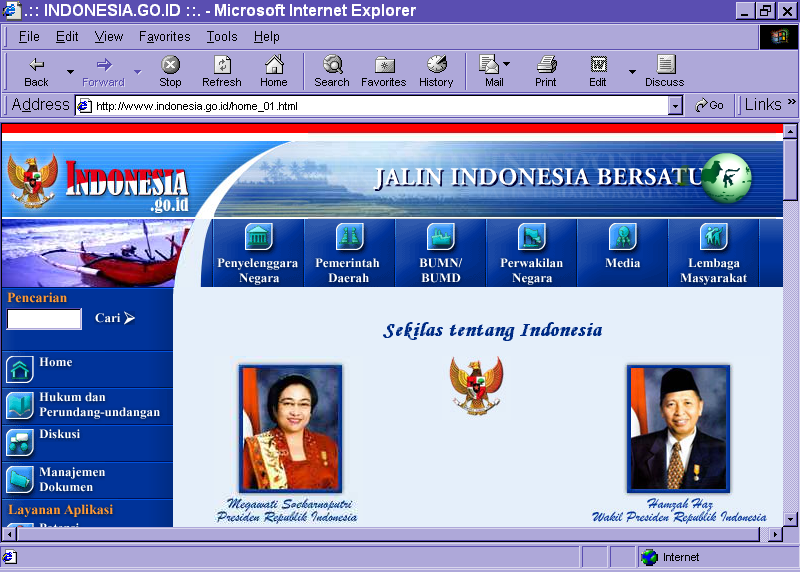 .:: INDONESIA.GO.ID ::. - Microsoft Internet Explorer
File Edit View Favorites Tools Help
Back Forward Stop Refresh Home Search Favorites History Mail Print Edit Discuss
Address http://www.indonesia.go.id/home_01.html Go Links »
INDONESIA
.go.id
JALIN INDONESIA BERSATU
Penyelenggara
Negara
Pemerintah
Daerah
BUMN/
BUMD
Perwakilan
Negara
Media
Lembaga
Masyarakat
Pencarian
Cari
Home
Hukum dan
Perundang-undangan
Diskusi
Manajemen
Dokumen
Layanan Aplikasi
Potensi
Sekilas tentang Indonesia
Megawati Soekarnoputri
Presiden Republik Indonesia
Hamzah Haz
Wakil Presiden Republik Indonesia
Internet